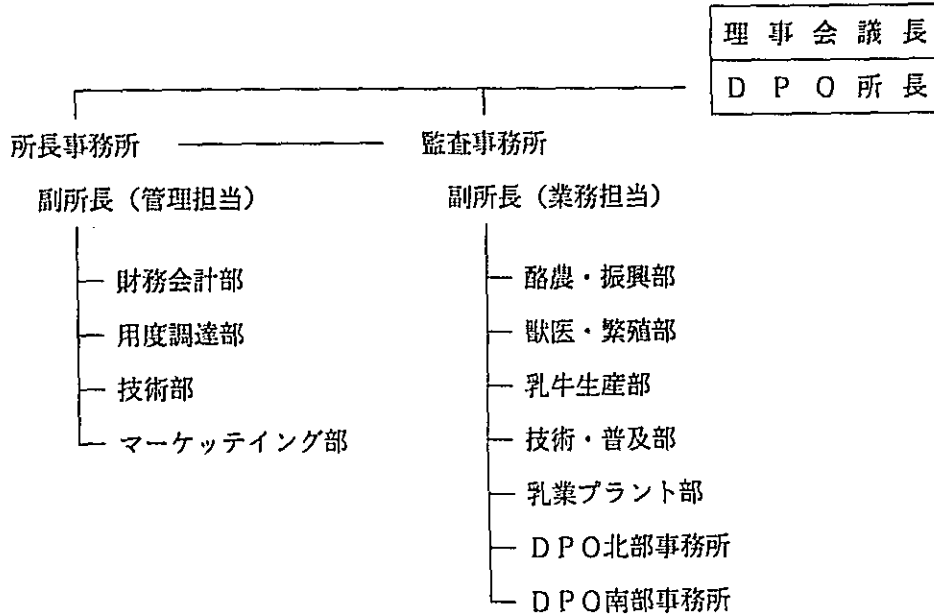 理事会議長
DPO所長
所長事務所
監査事務所
副所長（管理担当）
副所長（業務担当）
財務会計部
用度調達部
技術部
マーケッテイング部
酪農・振興部
獣医・繁殖部
乳牛生産部
技術・普及部
乳業プラント部
DPO北部事務所
DPO南部事務所